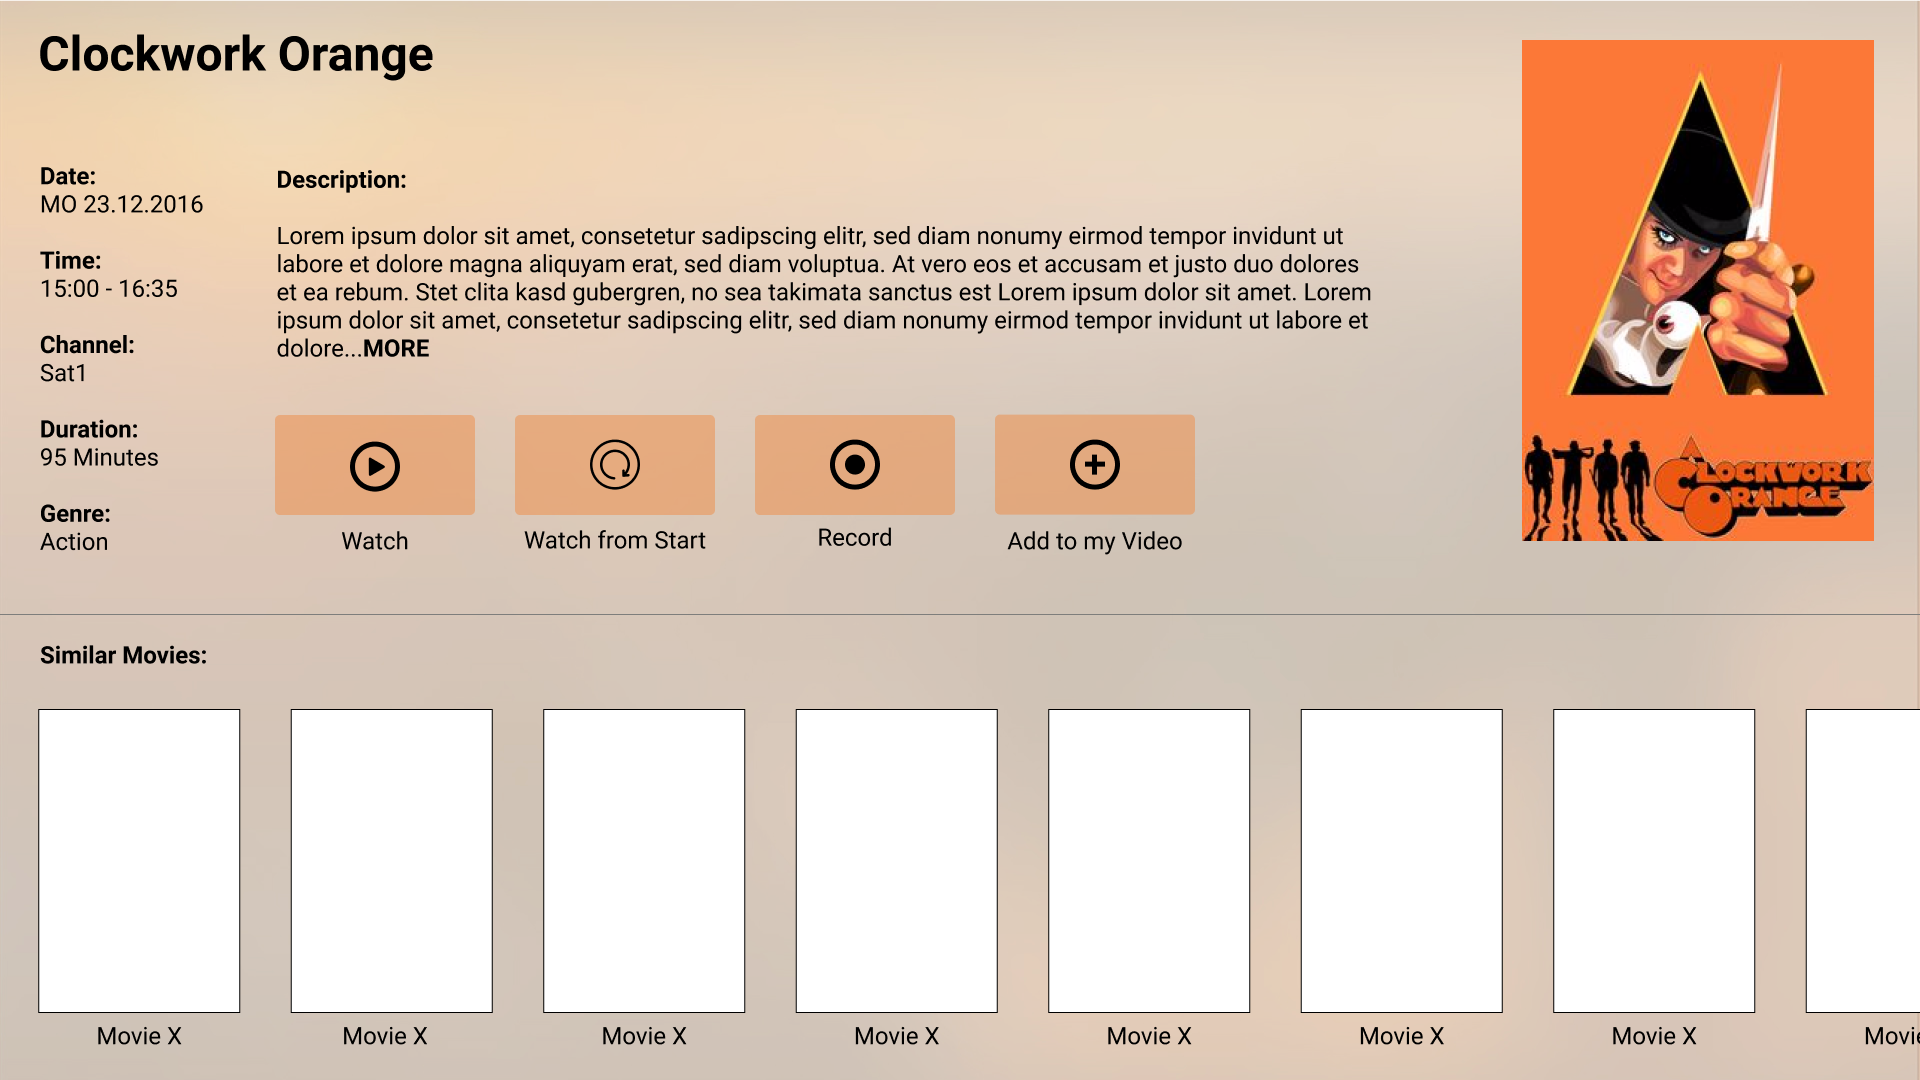 Clockwork Orange
Date:
MO 23.12.2016
Time:
15:00 - 16:35
Channel:
Sat1
Duration:
95 Minutes
Genre:
Action
Description:
Lorem ipsum dolor sit amet, consetetur sadipscing elitr, sed diam nonumy eirmod tempor invidunt ut
labore et dolore magna aliquyam erat, sed diam voluptua. At vero eos et accusam et justo duo dolores
et ea rebum. Stet clita kasd gubergren, no sea takimata sanctus est Lorem ipsum dolor sit amet. Lorem
ipsum dolor sit amet, consetetur sadipscing elitr, sed diam nonumy eirmod tempor invidunt ut labore et
dolore...MORE
Watch
Watch from Start
Record
Add to my Video
A CLOCKWORK
ORANGE
Similar Movies:
Movie X
Movie X
Movie X
Movie X
Movie X
Movie X
Movie X
Movie